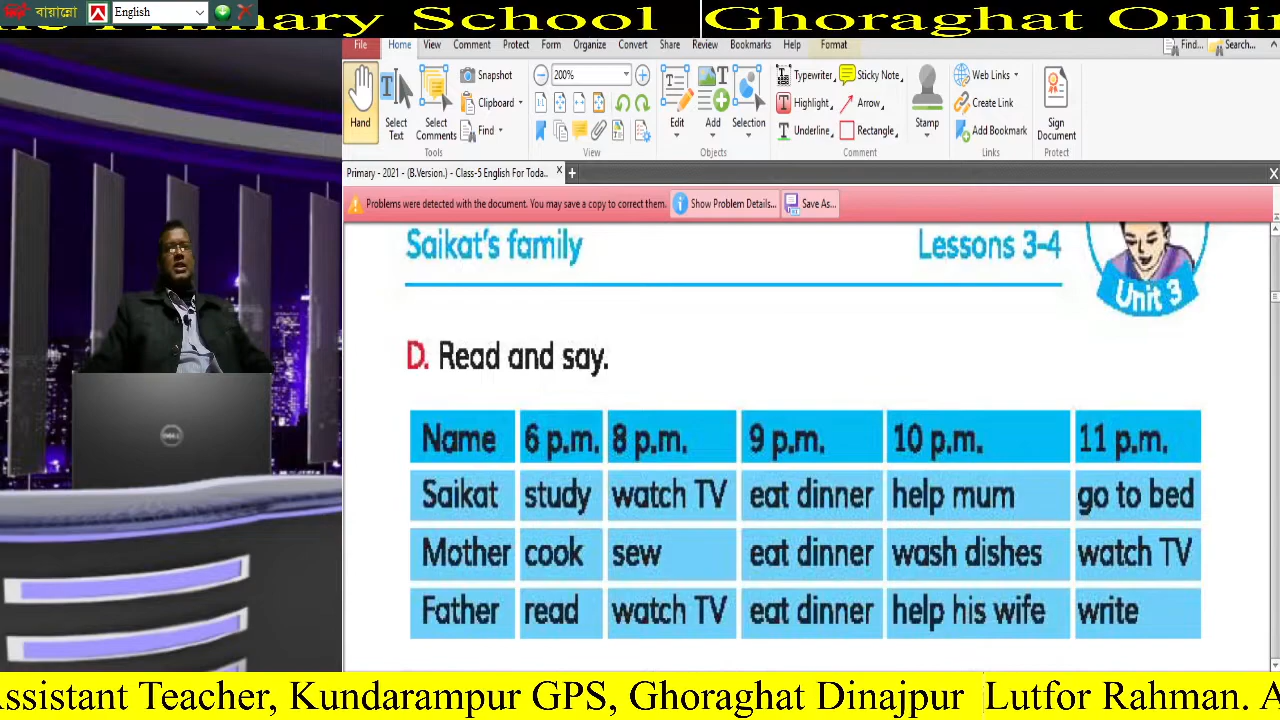 বায়ান্নো English
Primary School Ghoraghat Onli
File Home View Comment Protect Form Organize Convert Share Review Bookmarks Help Format Find... Search...
Hand
Select Text
Select Comments
Snapshot
Clipboard
Find
Tools
200%
View
Edit
Add
Selection
Objects
Typewriter
Highlight
Underline
Sticky Note
Arrow
Rectangle
Stamp
Comment
Web Links
Create Link
Add Bookmark
Links
Sign Document
Protect
Primary - 2021 - (B.Version.) - Class-5 English For Toda.. x +
Problems were detected with the document. You may save a copy to correct them. Show Problem Details... Save As...
Saikat's family Lessons 3-4
Unit 3
D. Read and say.
Name 6 p.m. 8 p.m. 9 p.m. 10 p.m. 11 p.m.
Saikat study watch TV eat dinner help mum go to bed
Mother cook sew eat dinner wash dishes watch TV
Father read watch TV eat dinner help his wife write
DELL
Assistant Teacher, Kundarampur GPS, Ghoraghat Dinajpur Lutfor Rahman. A